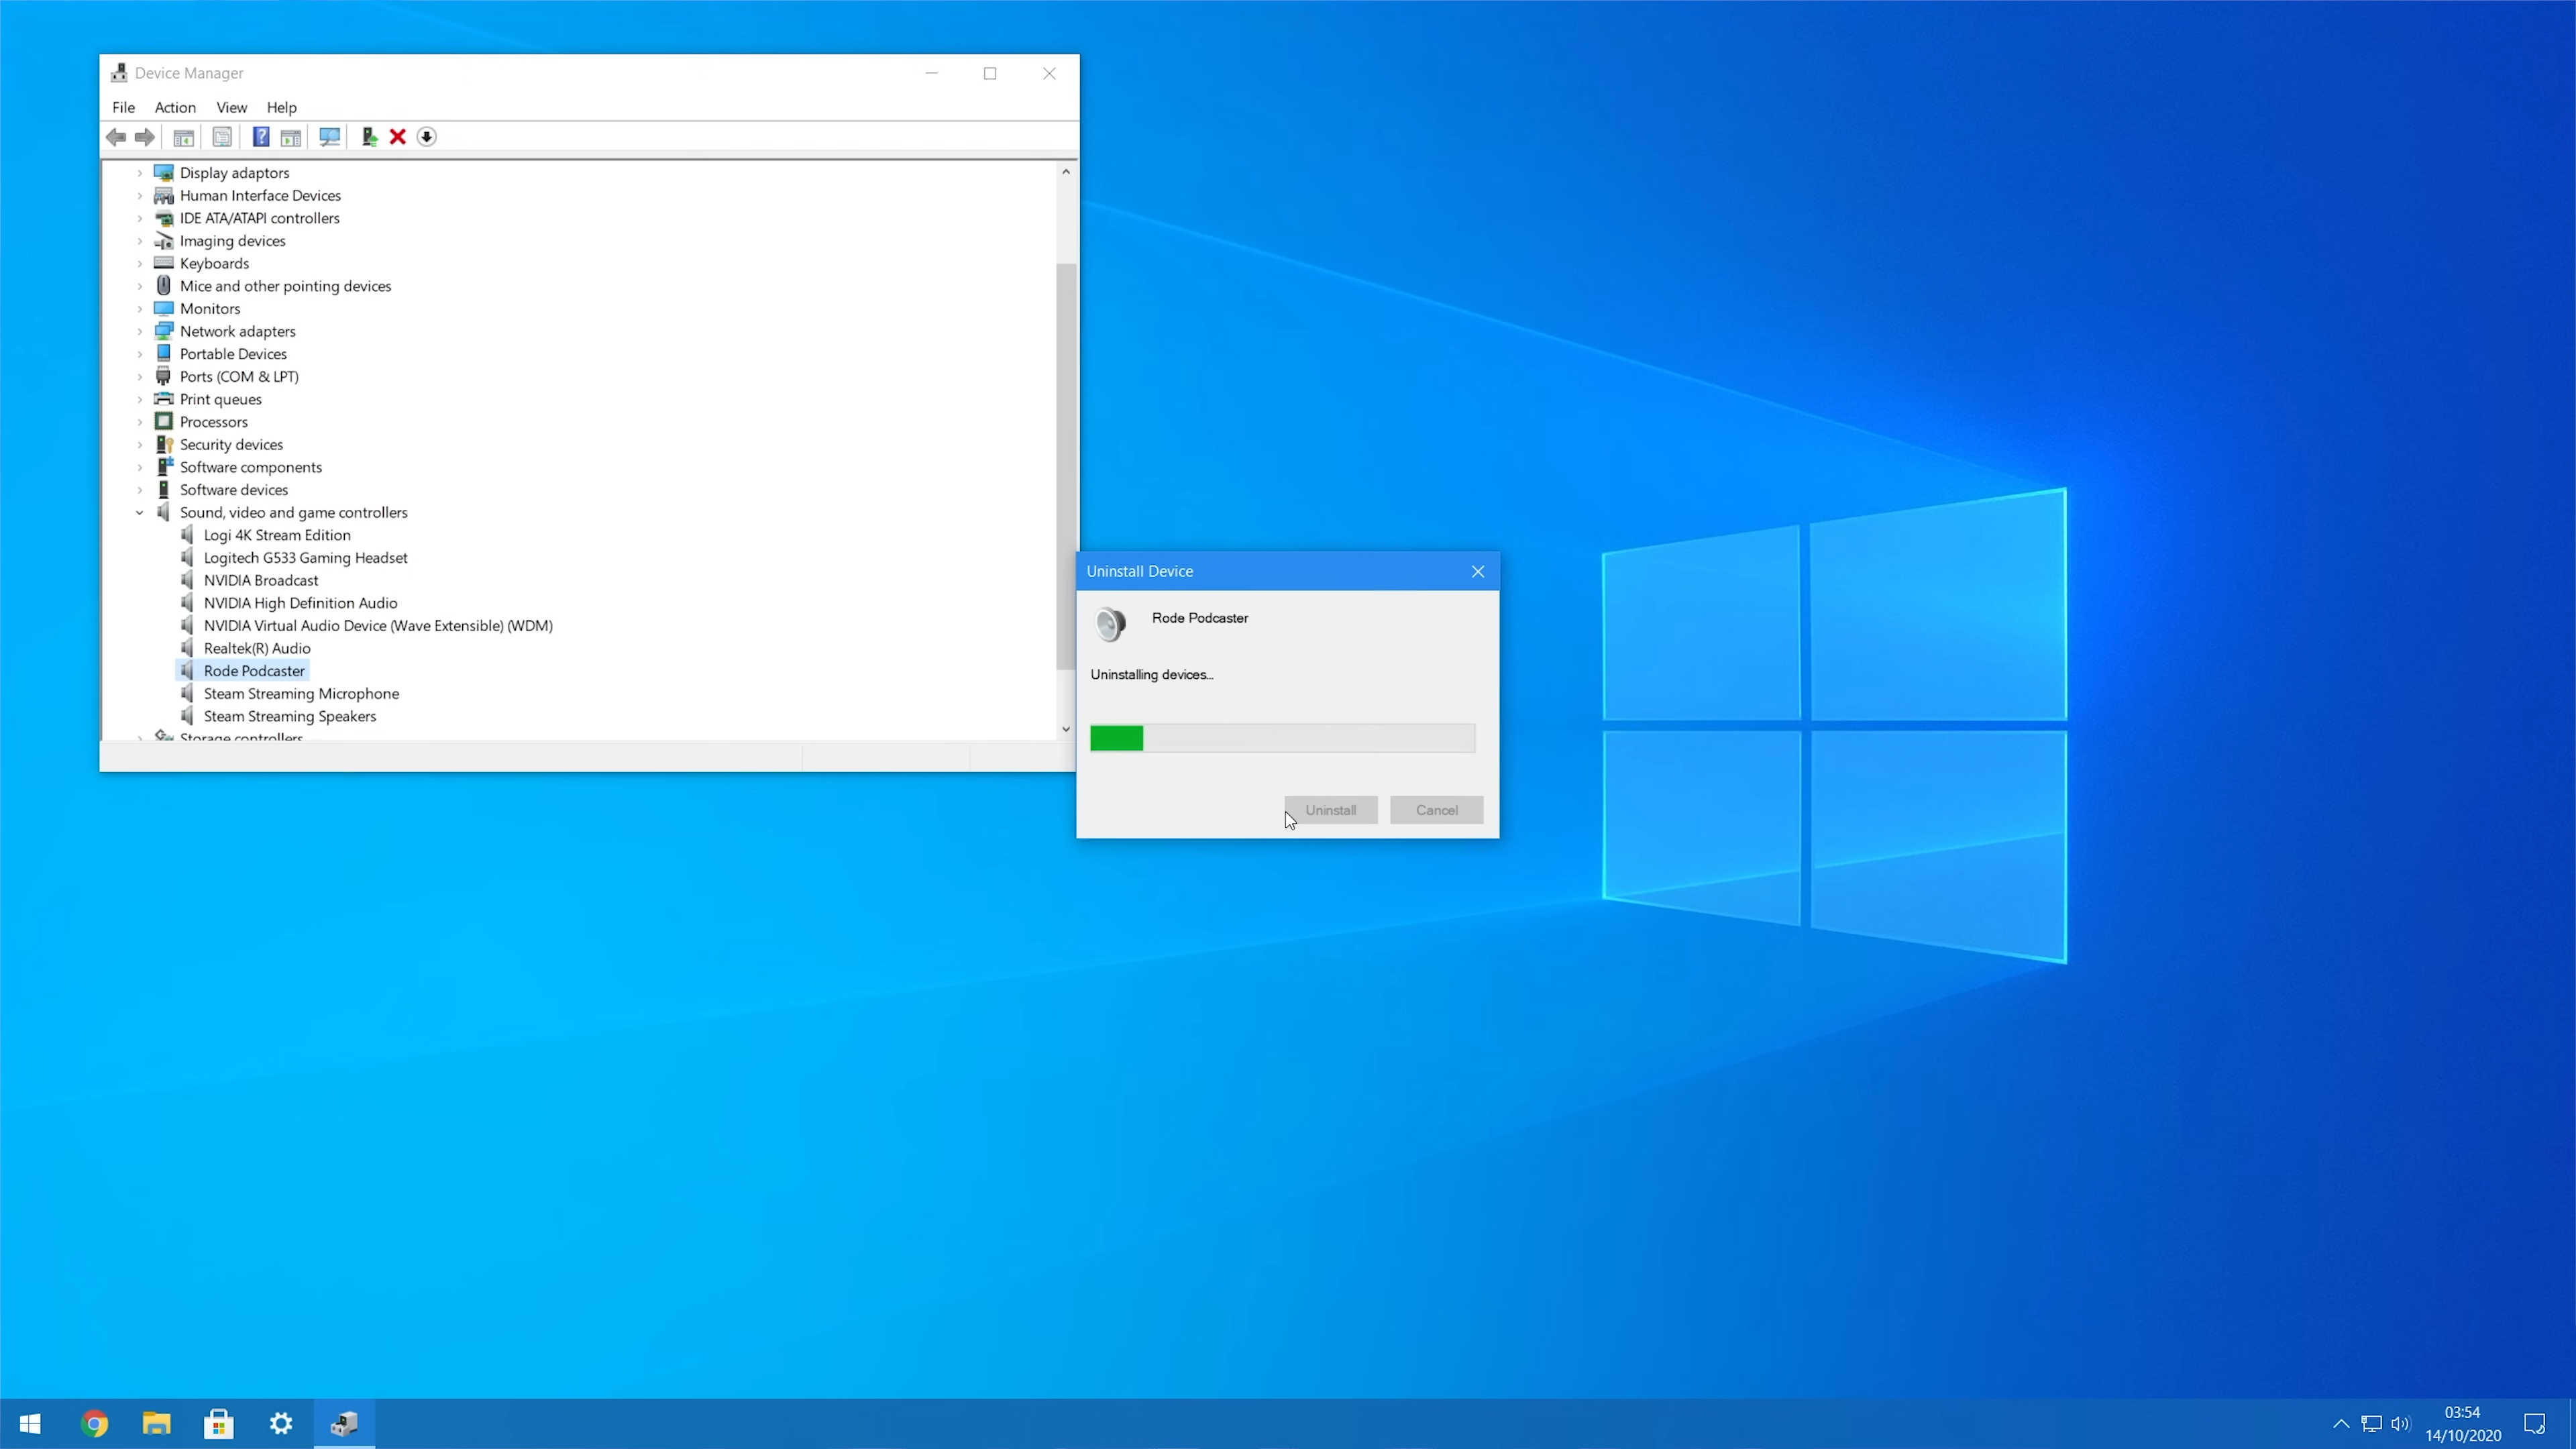 Device Manager
File Action View Help
Display adaptors
Human Interface Devices
IDE ATA/ATAPI controllers
Imaging devices
Keyboards
Mice and other pointing devices
Monitors
Network adapters
Portable Devices
Ports (COM & LPT)
Print queues
Processors
Security devices
Software components
Software devices
Sound, video and game controllers
Logi 4K Stream Edition
Logitech G533 Gaming Headset
NVIDIA Broadcast
NVIDIA High Definition Audio
NVIDIA Virtual Audio Device (Wave Extensible) (WDM)
Realtek(R) Audio
Rode Podcaster
Steam Streaming Microphone
Steam Streaming Speakers
Storage controllers
Uninstall Device
Rode Podcaster
Uninstalling devices...
Uninstall Cancel
03:54
14/10/2020